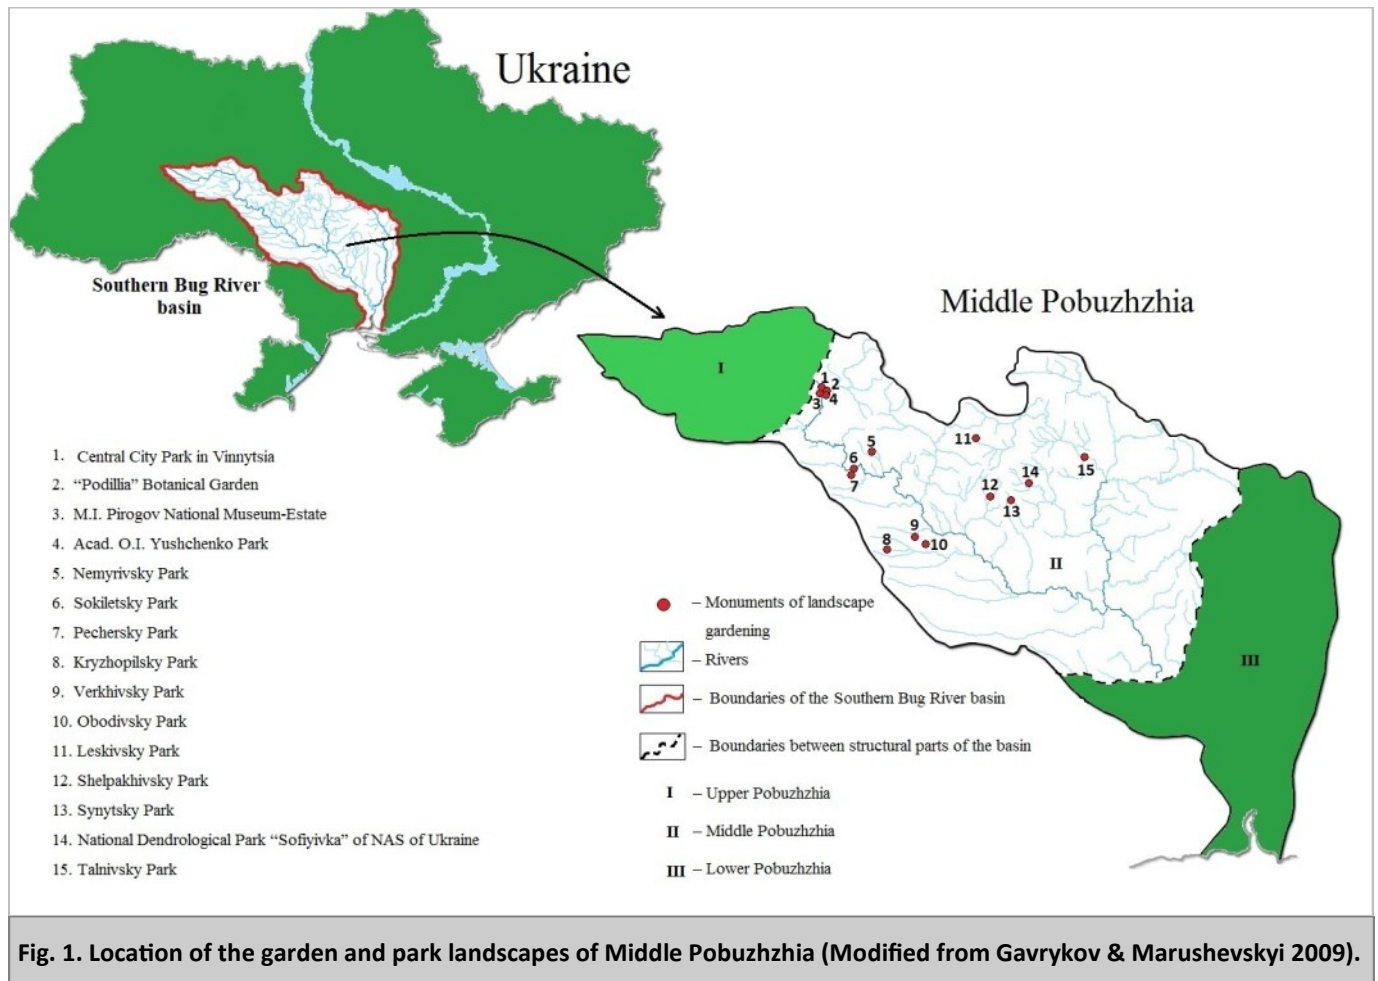 Ukraine
Southern Bug River
basin
Middle Pobuzhzhia
I
1
2
3
4
5
6
7
8
9
10
11
12
13
14
15
II
III
1. Central City Park in Vinnytsia
2. “Podillia” Botanical Garden
3. M.I. Pirogov National Museum-Estate
4. Acad. O.I. Yushchenko Park
5. Nemyrivsky Park
6. Sokiletsky Park
7. Pechersky Park
8. Kryzhopilsky Park
9. Verkhivsky Park
10. Obodivsky Park
11. Leskivsky Park
12. Shelpakhivsky Park
13. Synytsky Park
14. National Dendrological Park “Sofiyivka” of NAS of Ukraine
15. Talnivsky Park
– Monuments of landscape
gardening
– Rivers
– Boundaries of the Southern Bug River basin
– Boundaries between structural parts of the basin
I – Upper Pobuzhzhia
II – Middle Pobuzhzhia
III – Lower Pobuzhzhia
Fig. 1. Location of the garden and park landscapes of Middle Pobuzhzhia (Modified from Gavrykov & Marushevskyi 2009).